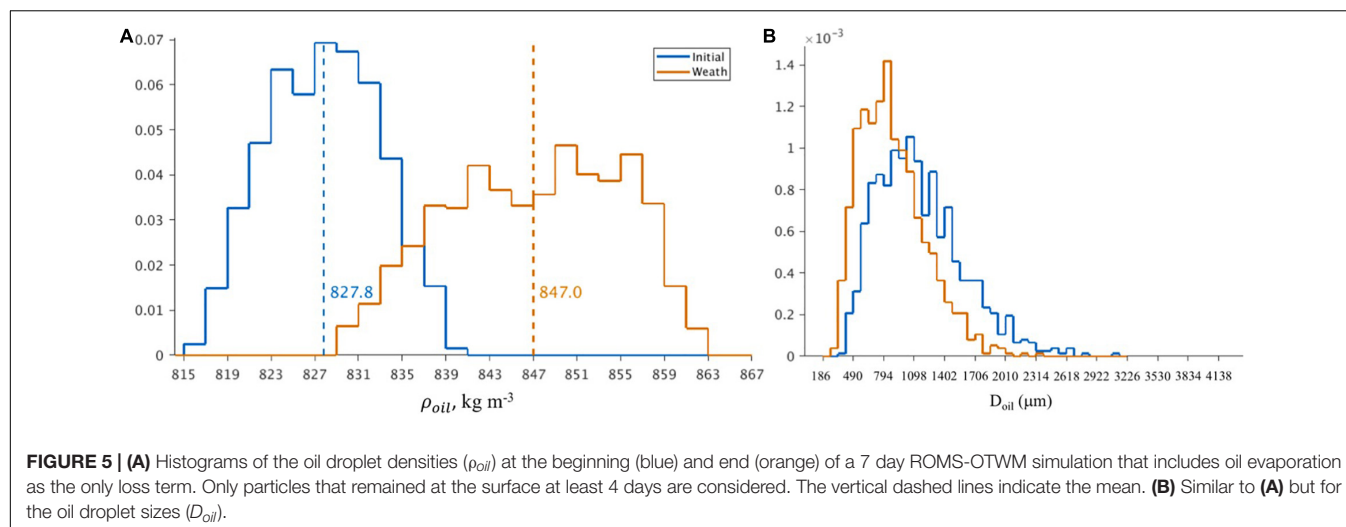 A
0.07
0.06
0.05
0.04
0.03
0.02
0.01
0
Initial
Weath
827.8
847.0
815 819 823 827 831 835 839 843 847 851 855 859 863 867
ρoil, kg m-3
B
×10−3
1.4
1.2
1
0.8
0.6
0.4
0.2
0
186 490 794 1098 1402 1706 2010 2314 2618 2922 3226 3530 3834 4138
Doil (μm)
FIGURE 5 | (A) Histograms of the oil droplet densities (ρoil) at the beginning (blue) and end (orange) of a 7 day ROMS-OTWM simulation that includes oil evaporation
as the only loss term. Only particles that remained at the surface at least 4 days are considered. The vertical dashed lines indicate the mean. (B) Similar to (A) but for
the oil droplet sizes (Doil).